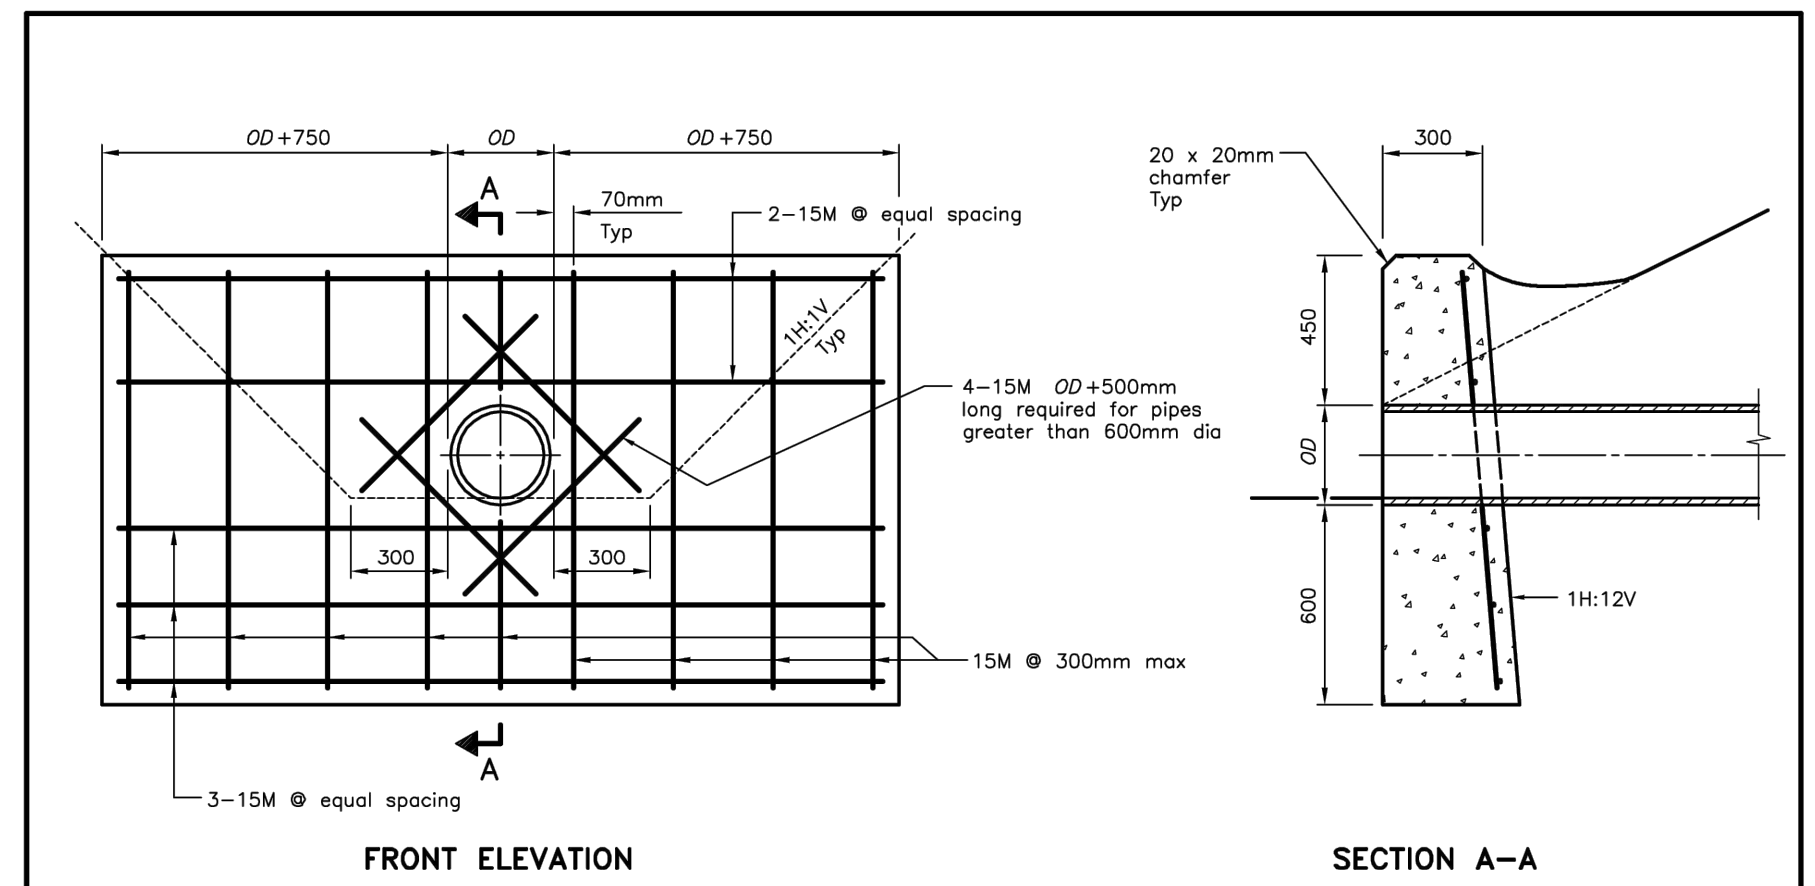 OD+750
OD
OD+750
A
70mm
Typ
2-15M @ equal spacing
1H:1V
Typ
4-15M OD+500mm
long required for pipes
greater than 600mm dia
300
300
15M @ 300mm max
A
3-15M @ equal spacing
FRONT ELEVATION
20 x 20mm
chamfer
Typ
300
450
OD
600
1H:12V
SECTION A-A